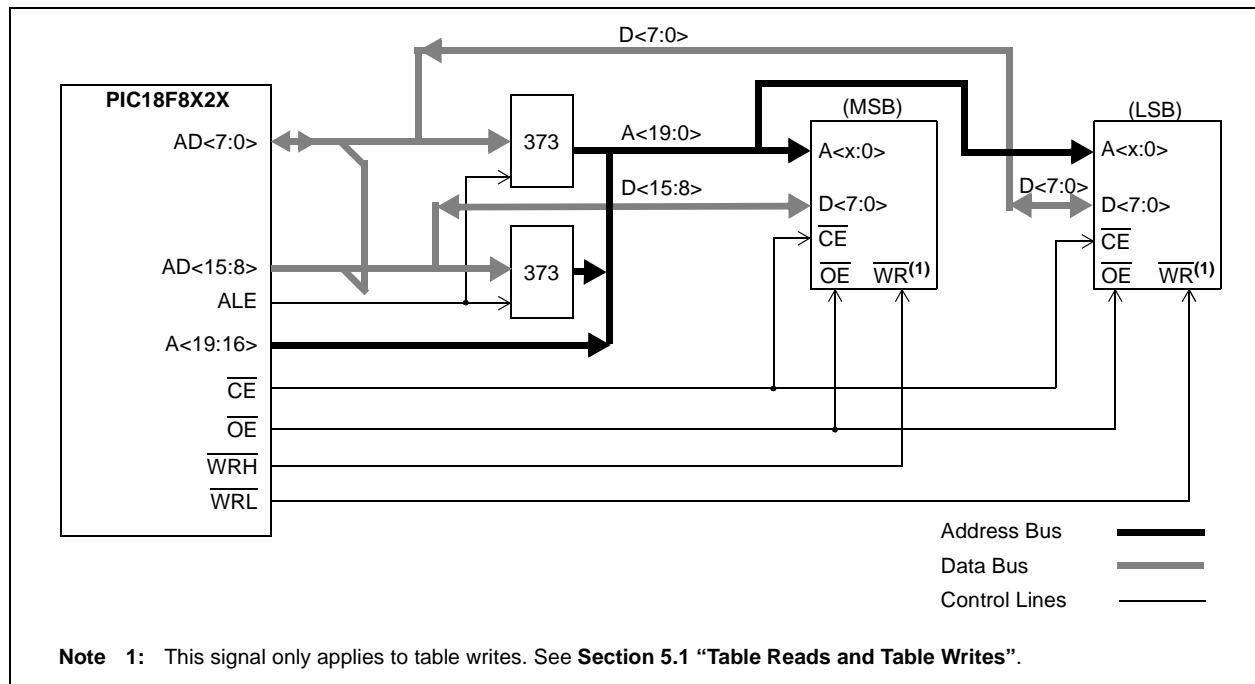 D<7:0>
PIC18F8X2X
AD<7:0>
373
A<19:0>
D<15:8>
(MSB)
A<x:0>
D<7:0>
CE
OE WR(1)
(LSB)
A<x:0>
D<7:0>
D<7:0>
CE
OE WR(1)
AD<15:8>
373
ALE
A<19:16>
CE
OE
WRH
WRL
Address Bus
Data Bus
Control Lines
Note 1: This signal only applies to table writes. See Section 5.1 “Table Reads and Table Writes”.